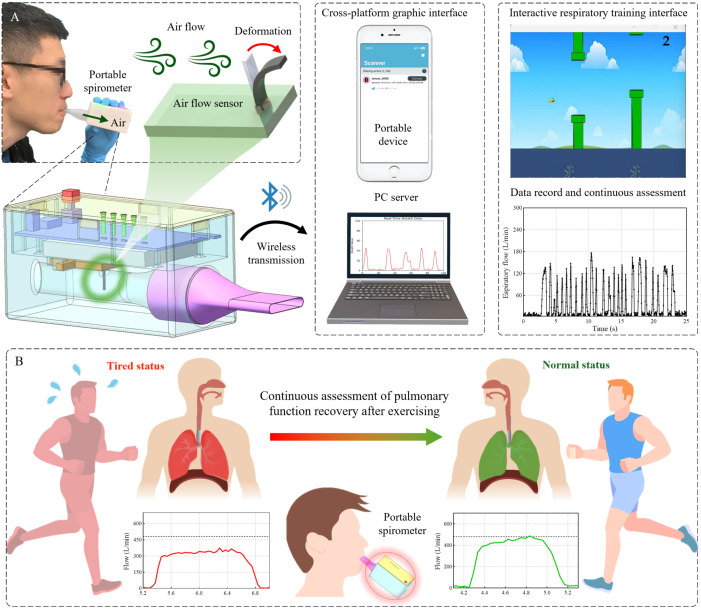 A
Air flow
Deformation
Portable
spirometer
Air flow sensor
Air
Wireless
transmission
Cross-platform graphic interface
Scanner
Portable
device
PC server
Interactive respiratory training interface
2
Data record and continuous assessment
Expiratory flow (L/min)
300
240
180
120
60
0
0 5 10 15 20 25
Time (s)
B
Tired status
Normal status
Continuous assessment of pulmonary
function recovery after exercising
Portable
spirometer
Flow (L/min)
600
450
300
150
0
5.2 5.6 6.0 6.4 6.8
Flow (L/min)
600
450
300
150
0
4.2 4.4 4.6 4.8 5.0 5.2